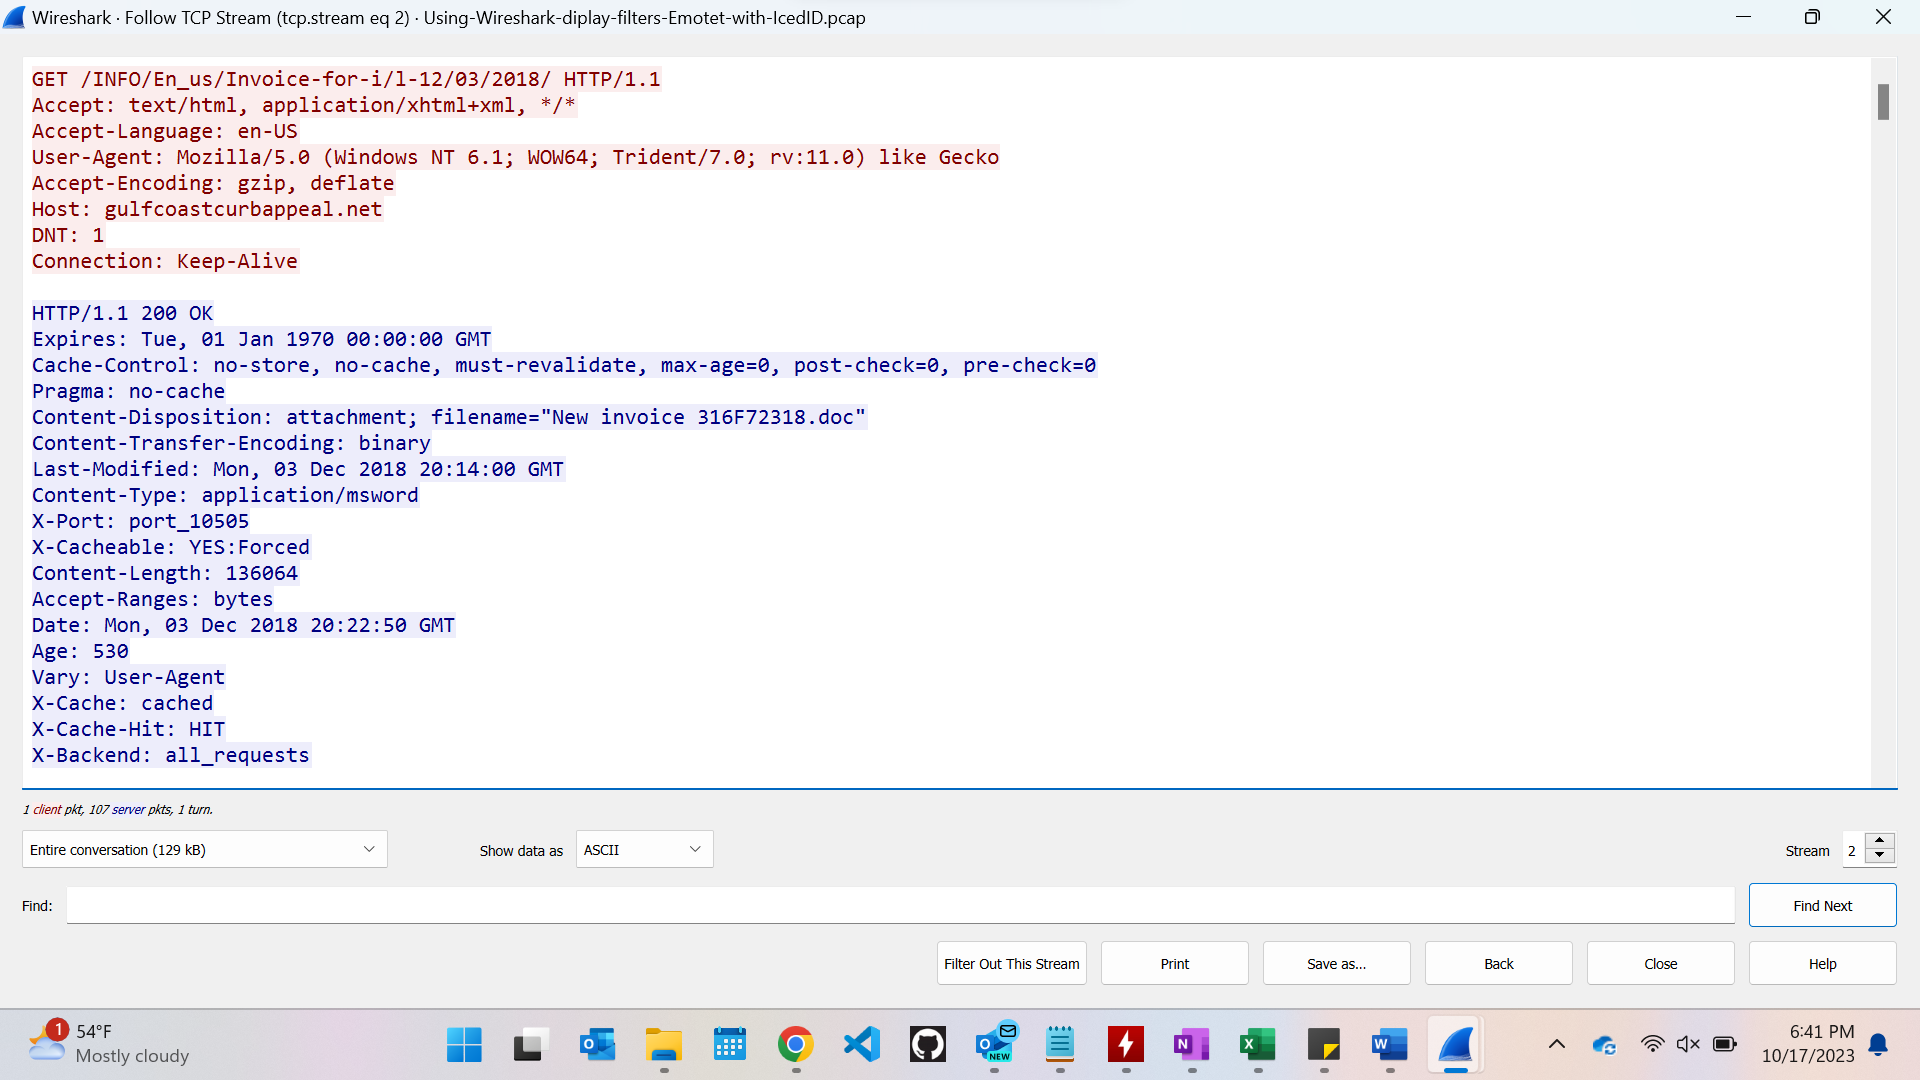 Wireshark · Follow TCP Stream (tcp.stream eq 2) · Using-Wireshark-diplay-filters-Emotet-with-IcedID.pcap
GET /INFO/En_us/Invoice-for-i/l-12/03/2018/ HTTP/1.1
Accept: text/html, application/xhtml+xml, */*
Accept-Language: en-US
User-Agent: Mozilla/5.0 (Windows NT 6.1; WOW64; Trident/7.0; rv:11.0) like Gecko
Accept-Encoding: gzip, deflate
Host: gulfcoastcurbappeal.net
DNT: 1
Connection: Keep-Alive
HTTP/1.1 200 OK
Expires: Tue, 01 Jan 1970 00:00:00 GMT
Cache-Control: no-store, no-cache, must-revalidate, max-age=0, post-check=0, pre-check=0
Pragma: no-cache
Content-Disposition: attachment; filename="New invoice 316F72318.doc"
Content-Transfer-Encoding: binary
Last-Modified: Mon, 03 Dec 2018 20:14:00 GMT
Content-Type: application/msword
X-Port: port_10505
X-Cacheable: YES:Forced
Content-Length: 136064
Accept-Ranges: bytes
Date: Mon, 03 Dec 2018 20:22:50 GMT
Age: 530
Vary: User-Agent
X-Cache: cached
X-Cache-Hit: HIT
X-Backend: all_requests
1 client pkt, 107 server pkts, 1 turn.
Entire conversation (129 kB)
Show data as
ASCII
Stream
2
Find:
Find Next
Filter Out This Stream
Print
Save as...
Back
Close
Help
1
54°F
Mostly cloudy
O
O
NEW
N
X
W
6:41 PM
10/17/2023